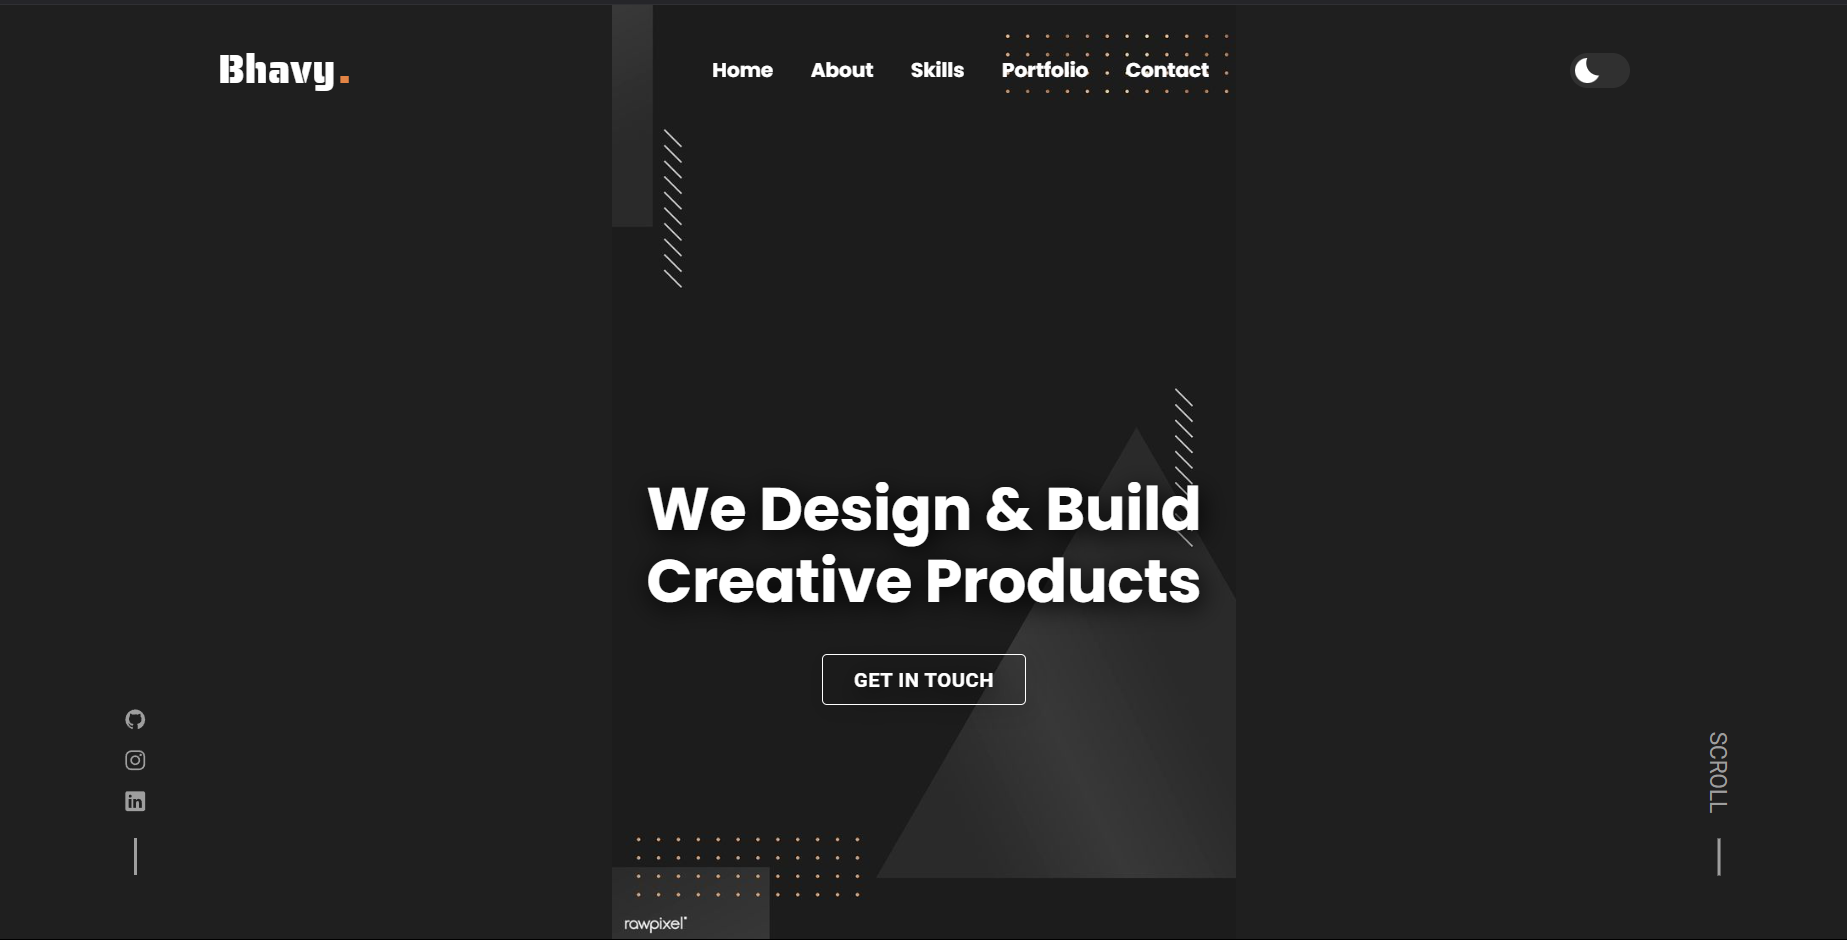 Bhavy.
Home About Skills Portfolio Contact
We Design & Build
Creative Products
GET IN TOUCH
SCROLL
rawpixel